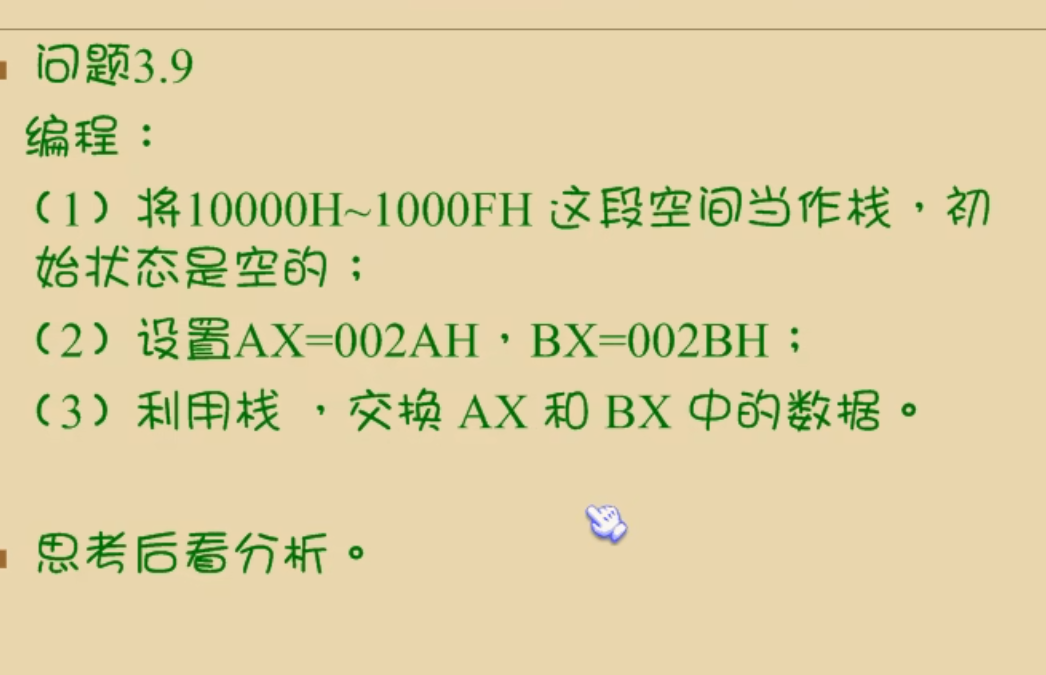 问题3.9
编程：
（1）将10000H~1000FH 这段空间当作栈，初
始状态是空的；
（2）设置AX=002AH，BX=002BH；
（3）利用栈 ，交换 AX 和 BX 中的数据。
思考后看分析。